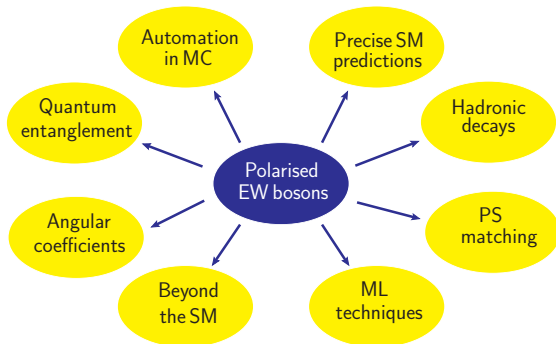 Automation
in MC
Precise SM
predictions
Quantum
entanglement
Hadronic
decays
Polarised
EW bosons
Angular
coefficients
PS
matching
Beyond
the SM
ML
techniques